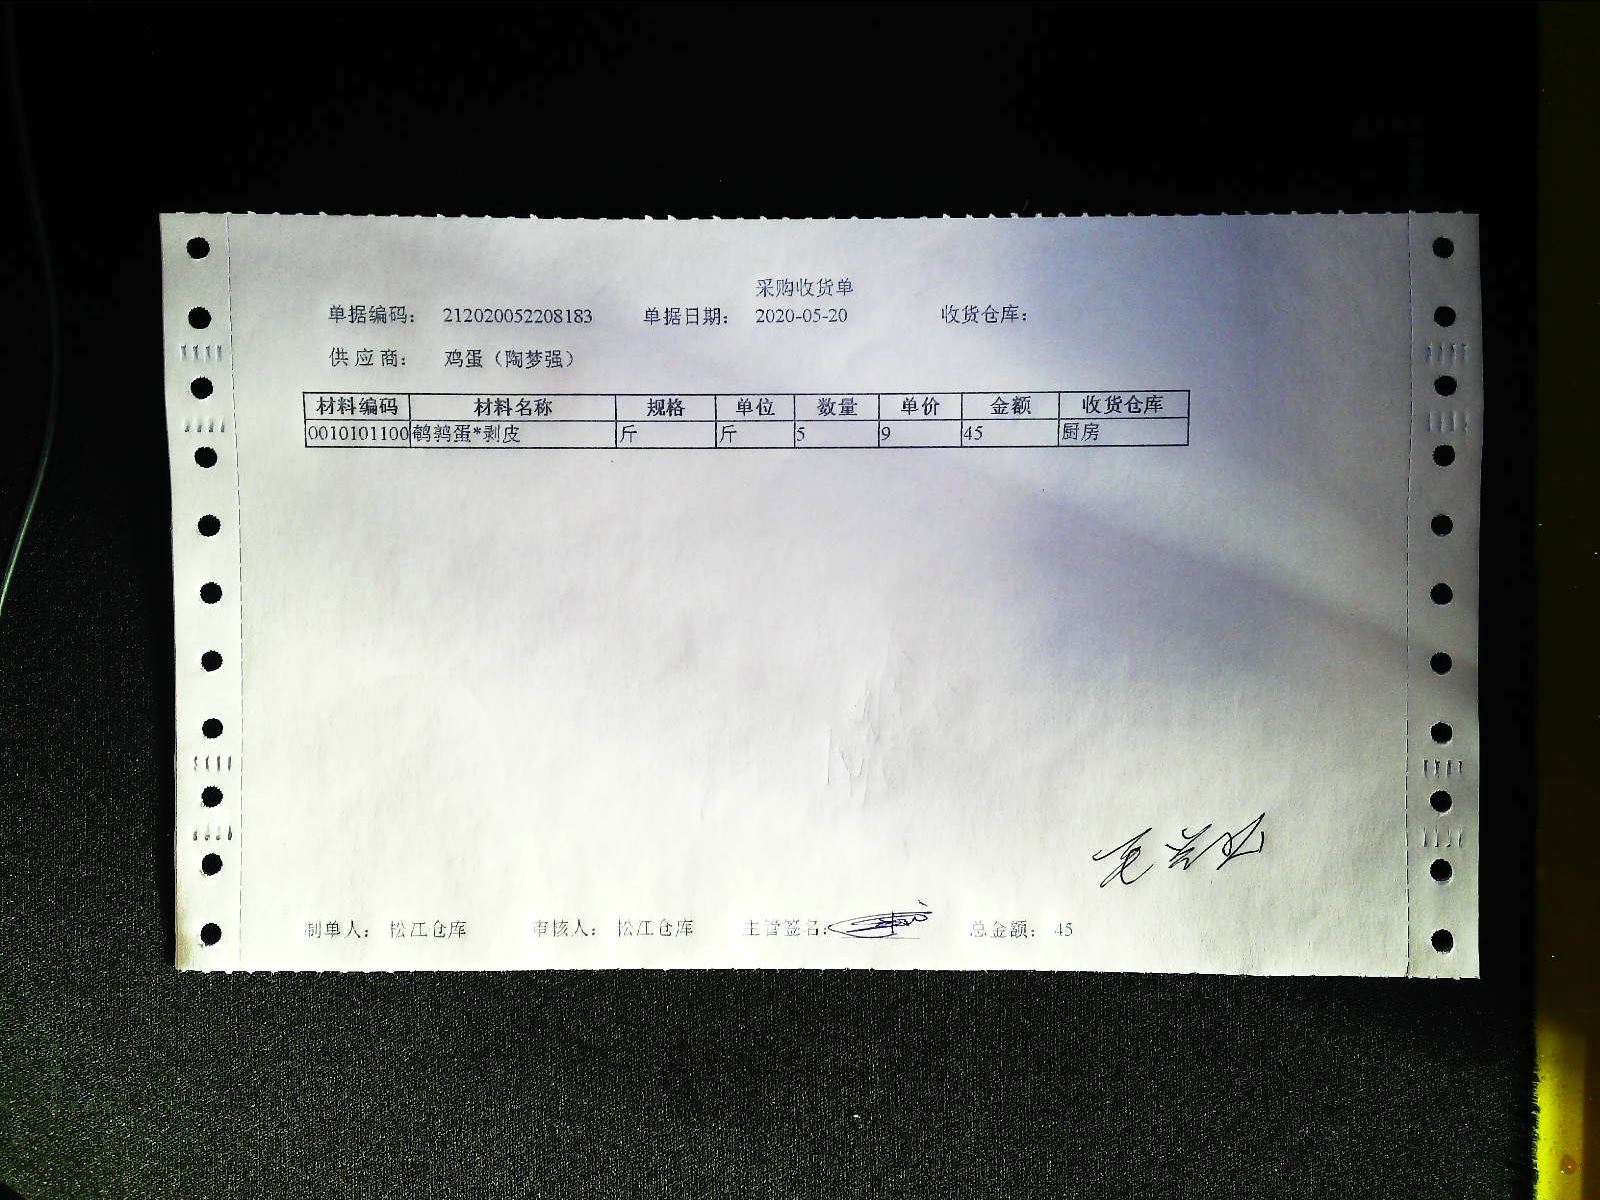 采购收货单
单据编码： 212020052208183 单据日期： 2020-05-20 收货仓库：
供应商： 鸡蛋（陶梦强）
材料编码 材料名称 规格 单位 数量 单价 金额 收货仓库
0010101100 鹌鹑蛋*剥皮 斤 斤 5 9 45 厨房
制单人： 松江仓库 审核人： 松江仓库 主管签名： 总金额： 45